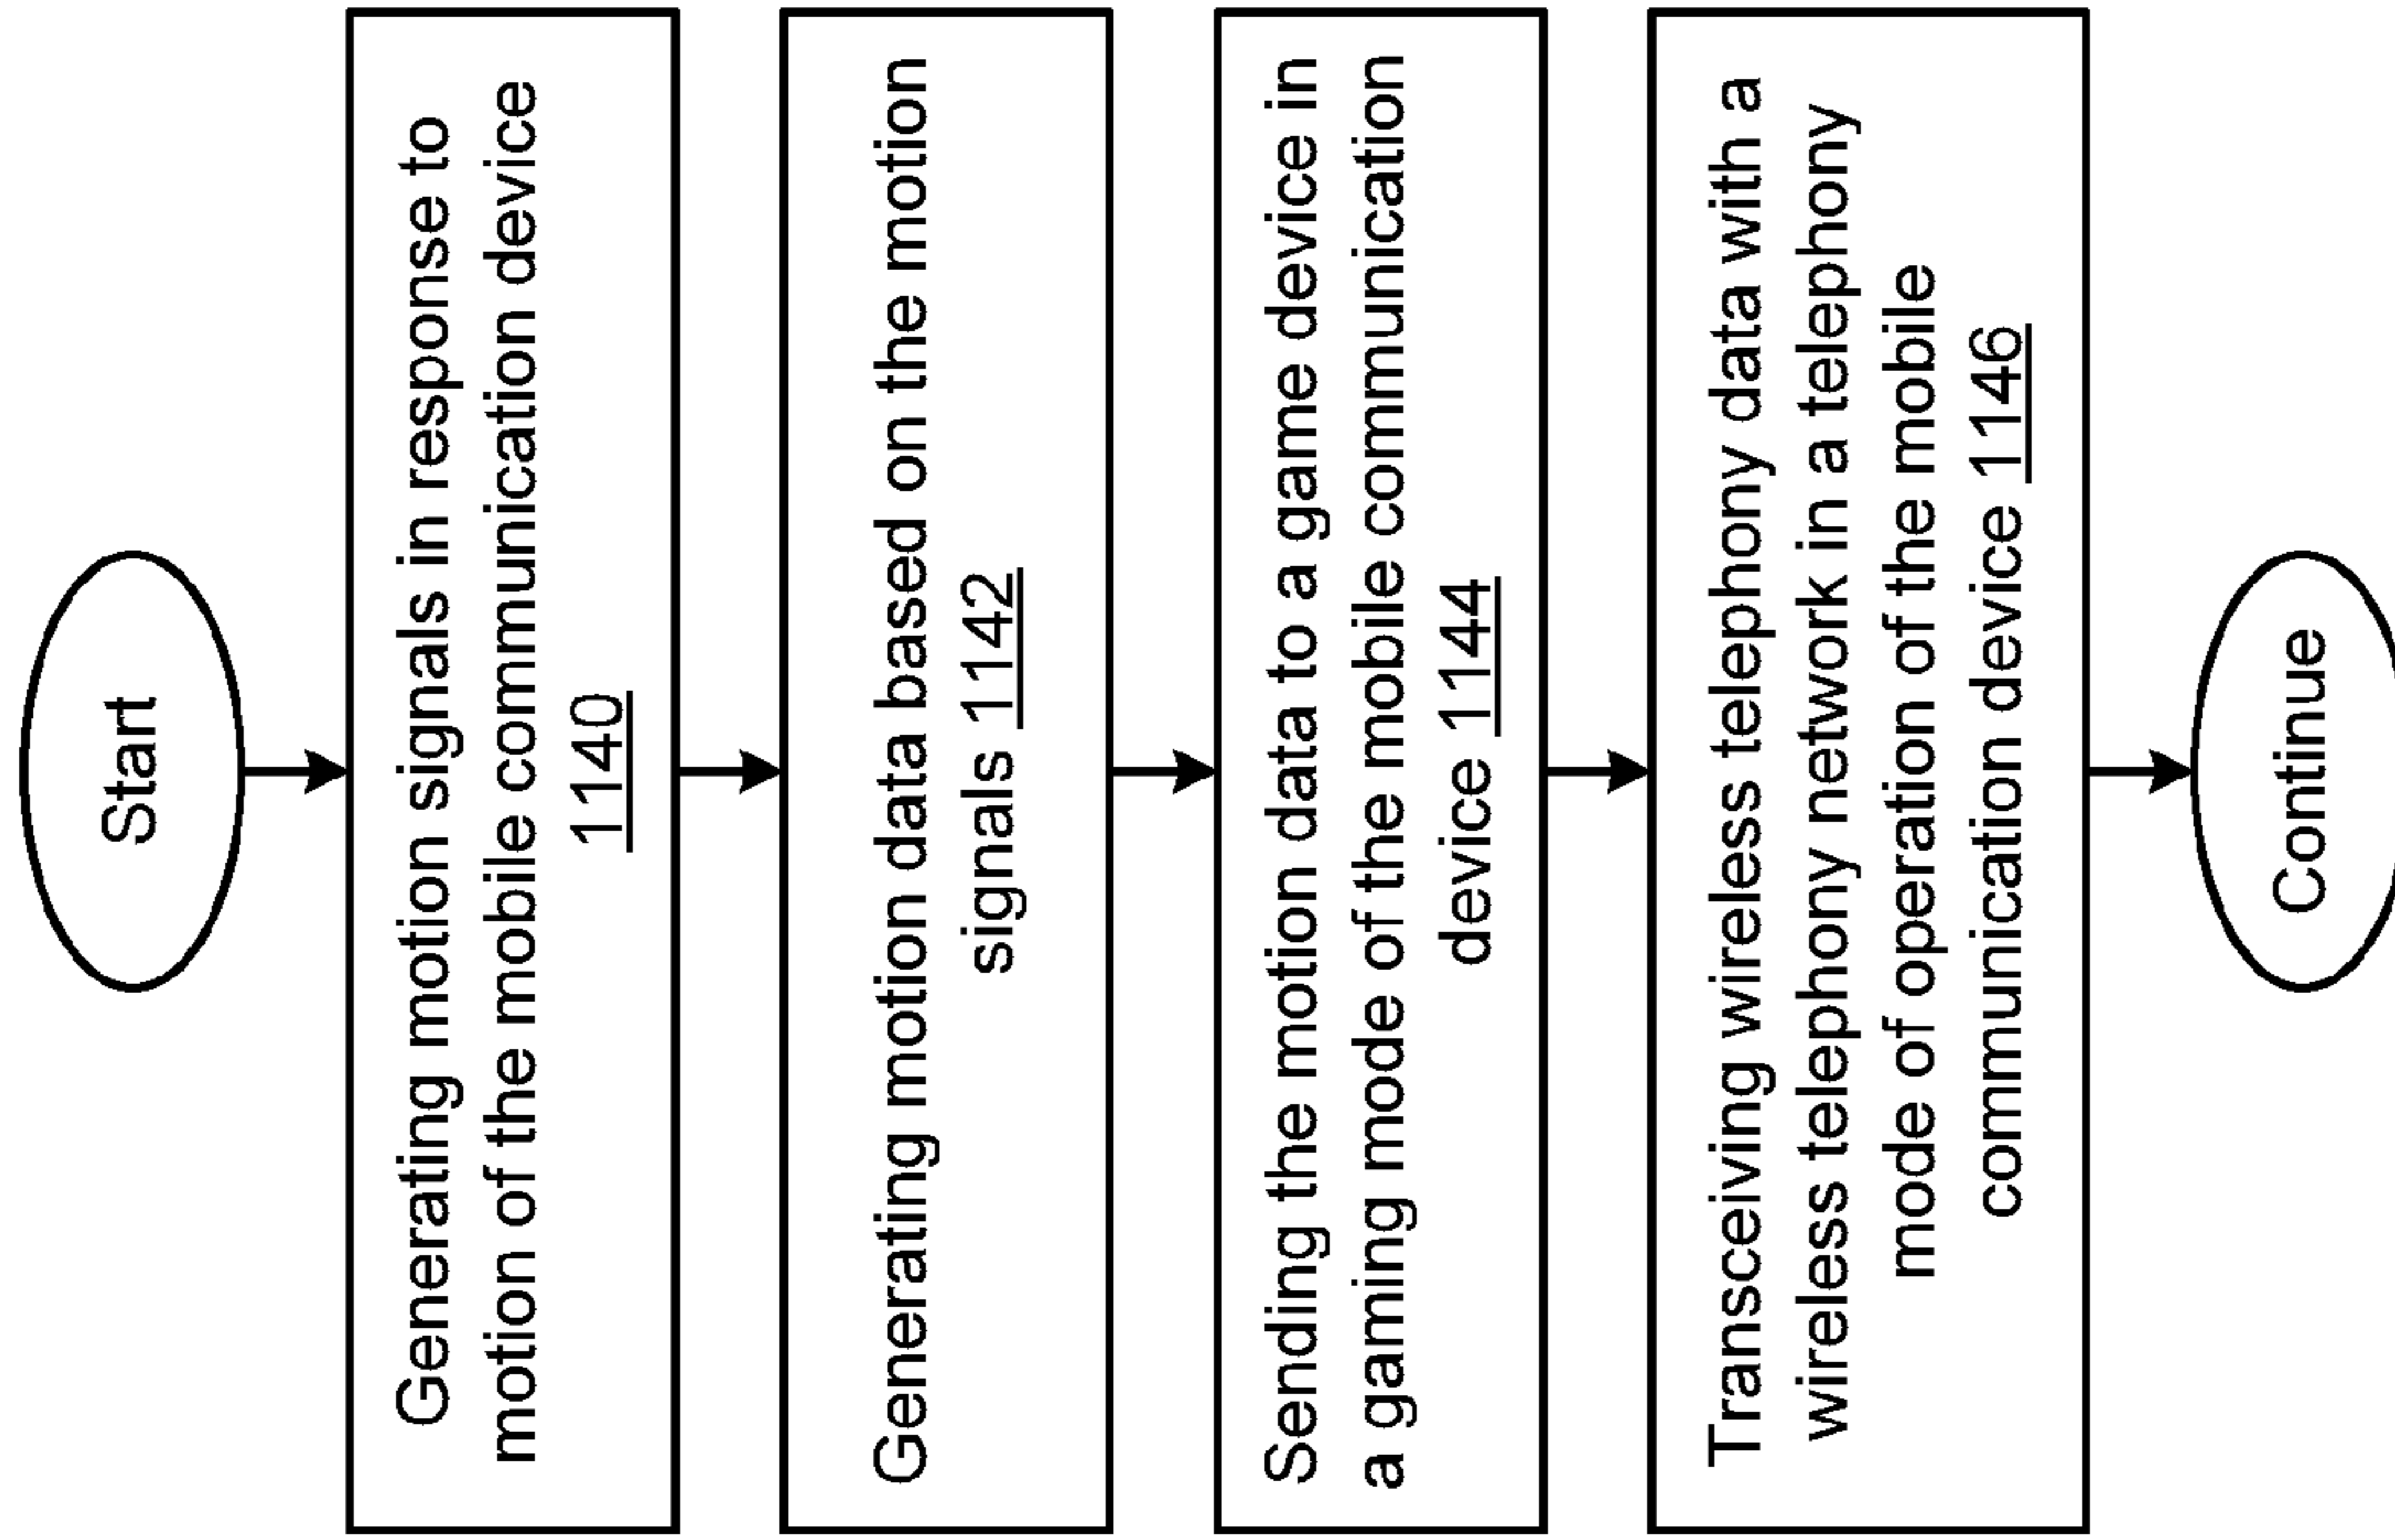 Start
Generating motion signals in response to
motion of the mobile communication device
1140
Generating motion data based on the motion
signals 1142
Sending the motion data to a game device in
a gaming mode of the mobile communication
device 1144
Transceiving wireless telephony data with a
wireless telephony network in a telephony
mode of operation of the mobile
communication device 1146
Continue